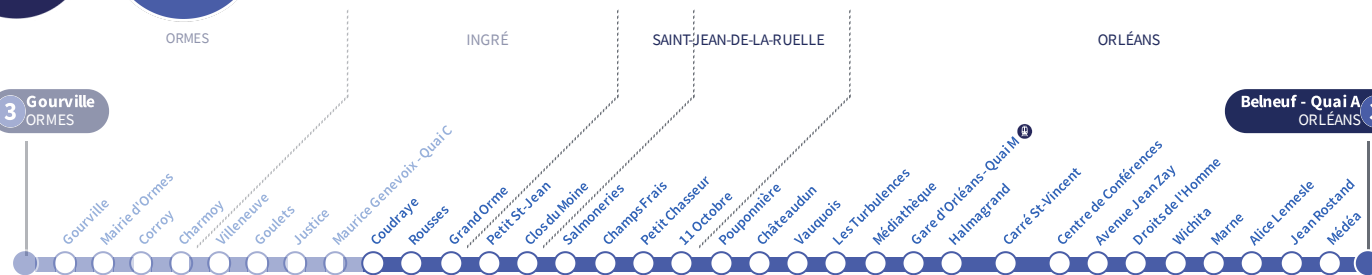 ORMES
INGRÉ
SAINT-JEAN-DE-LA-RUELLE
ORLÉANS
3
Gourville
ORMES
Belneuf - Quai A
ORLÉANS
Gourville
Mairie d'Ormes
Corroy
Charmoy
Villeneuve
Goulets
Justice
Maurice Genevoix - Quai C
Coudraye
Rousses
Grand Orme
Petit St-Jean
Clos du Moine
Salmoneries
Champs Frais
Petit Chasseur
11 Octobre
Pouponnière
Châteaudun
Vauquois
Les Turbulences
Médiathèque
Gare d'Orléans - Quai M
Halmagrand
Carré St-Vincent
Centre de Conférences
Avenue Jean Zay
Droits de l'Homme
Wichita
Marne
Alice Lemesle
Jean Rostand
Médéa